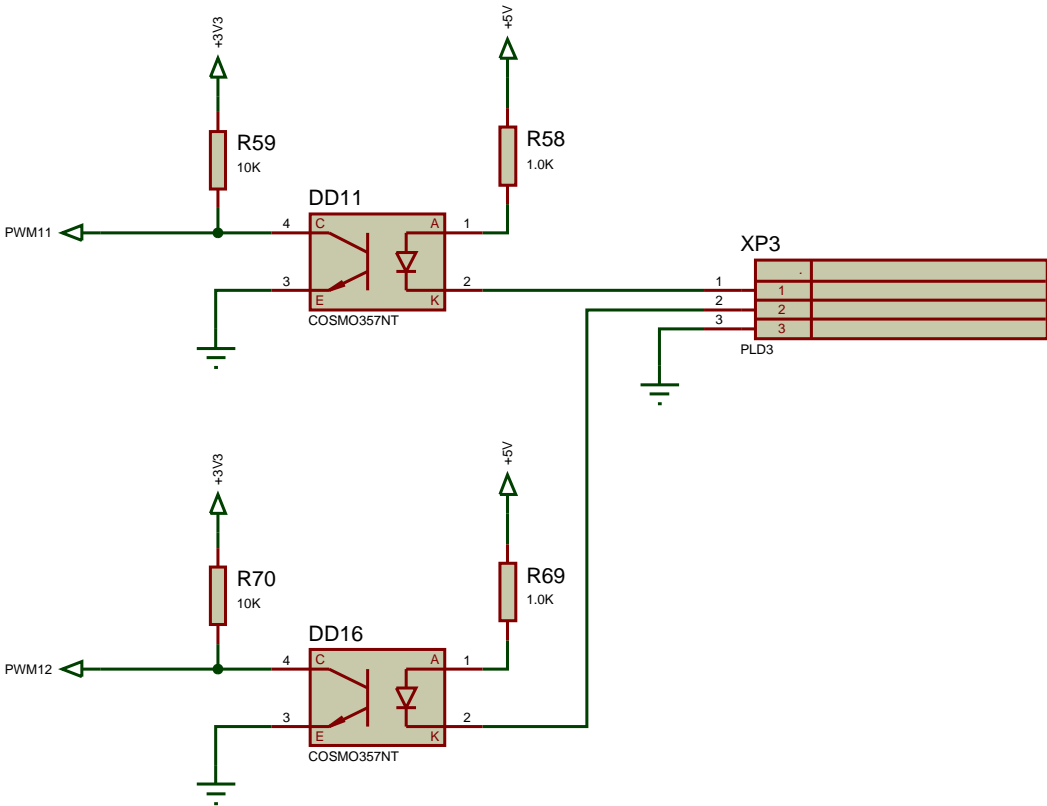 +3V3
+5V
R59
10K
R58
1.0K
DD11
PWM11
4
C
A
1
3
E
K
2
COSMO357NT
XP3
.
1
1
2
2
3
3
PLD3
+3V3
+5V
R70
10K
R69
1.0K
DD16
PWM12
4
C
A
1
3
E
K
2
COSMO357NT